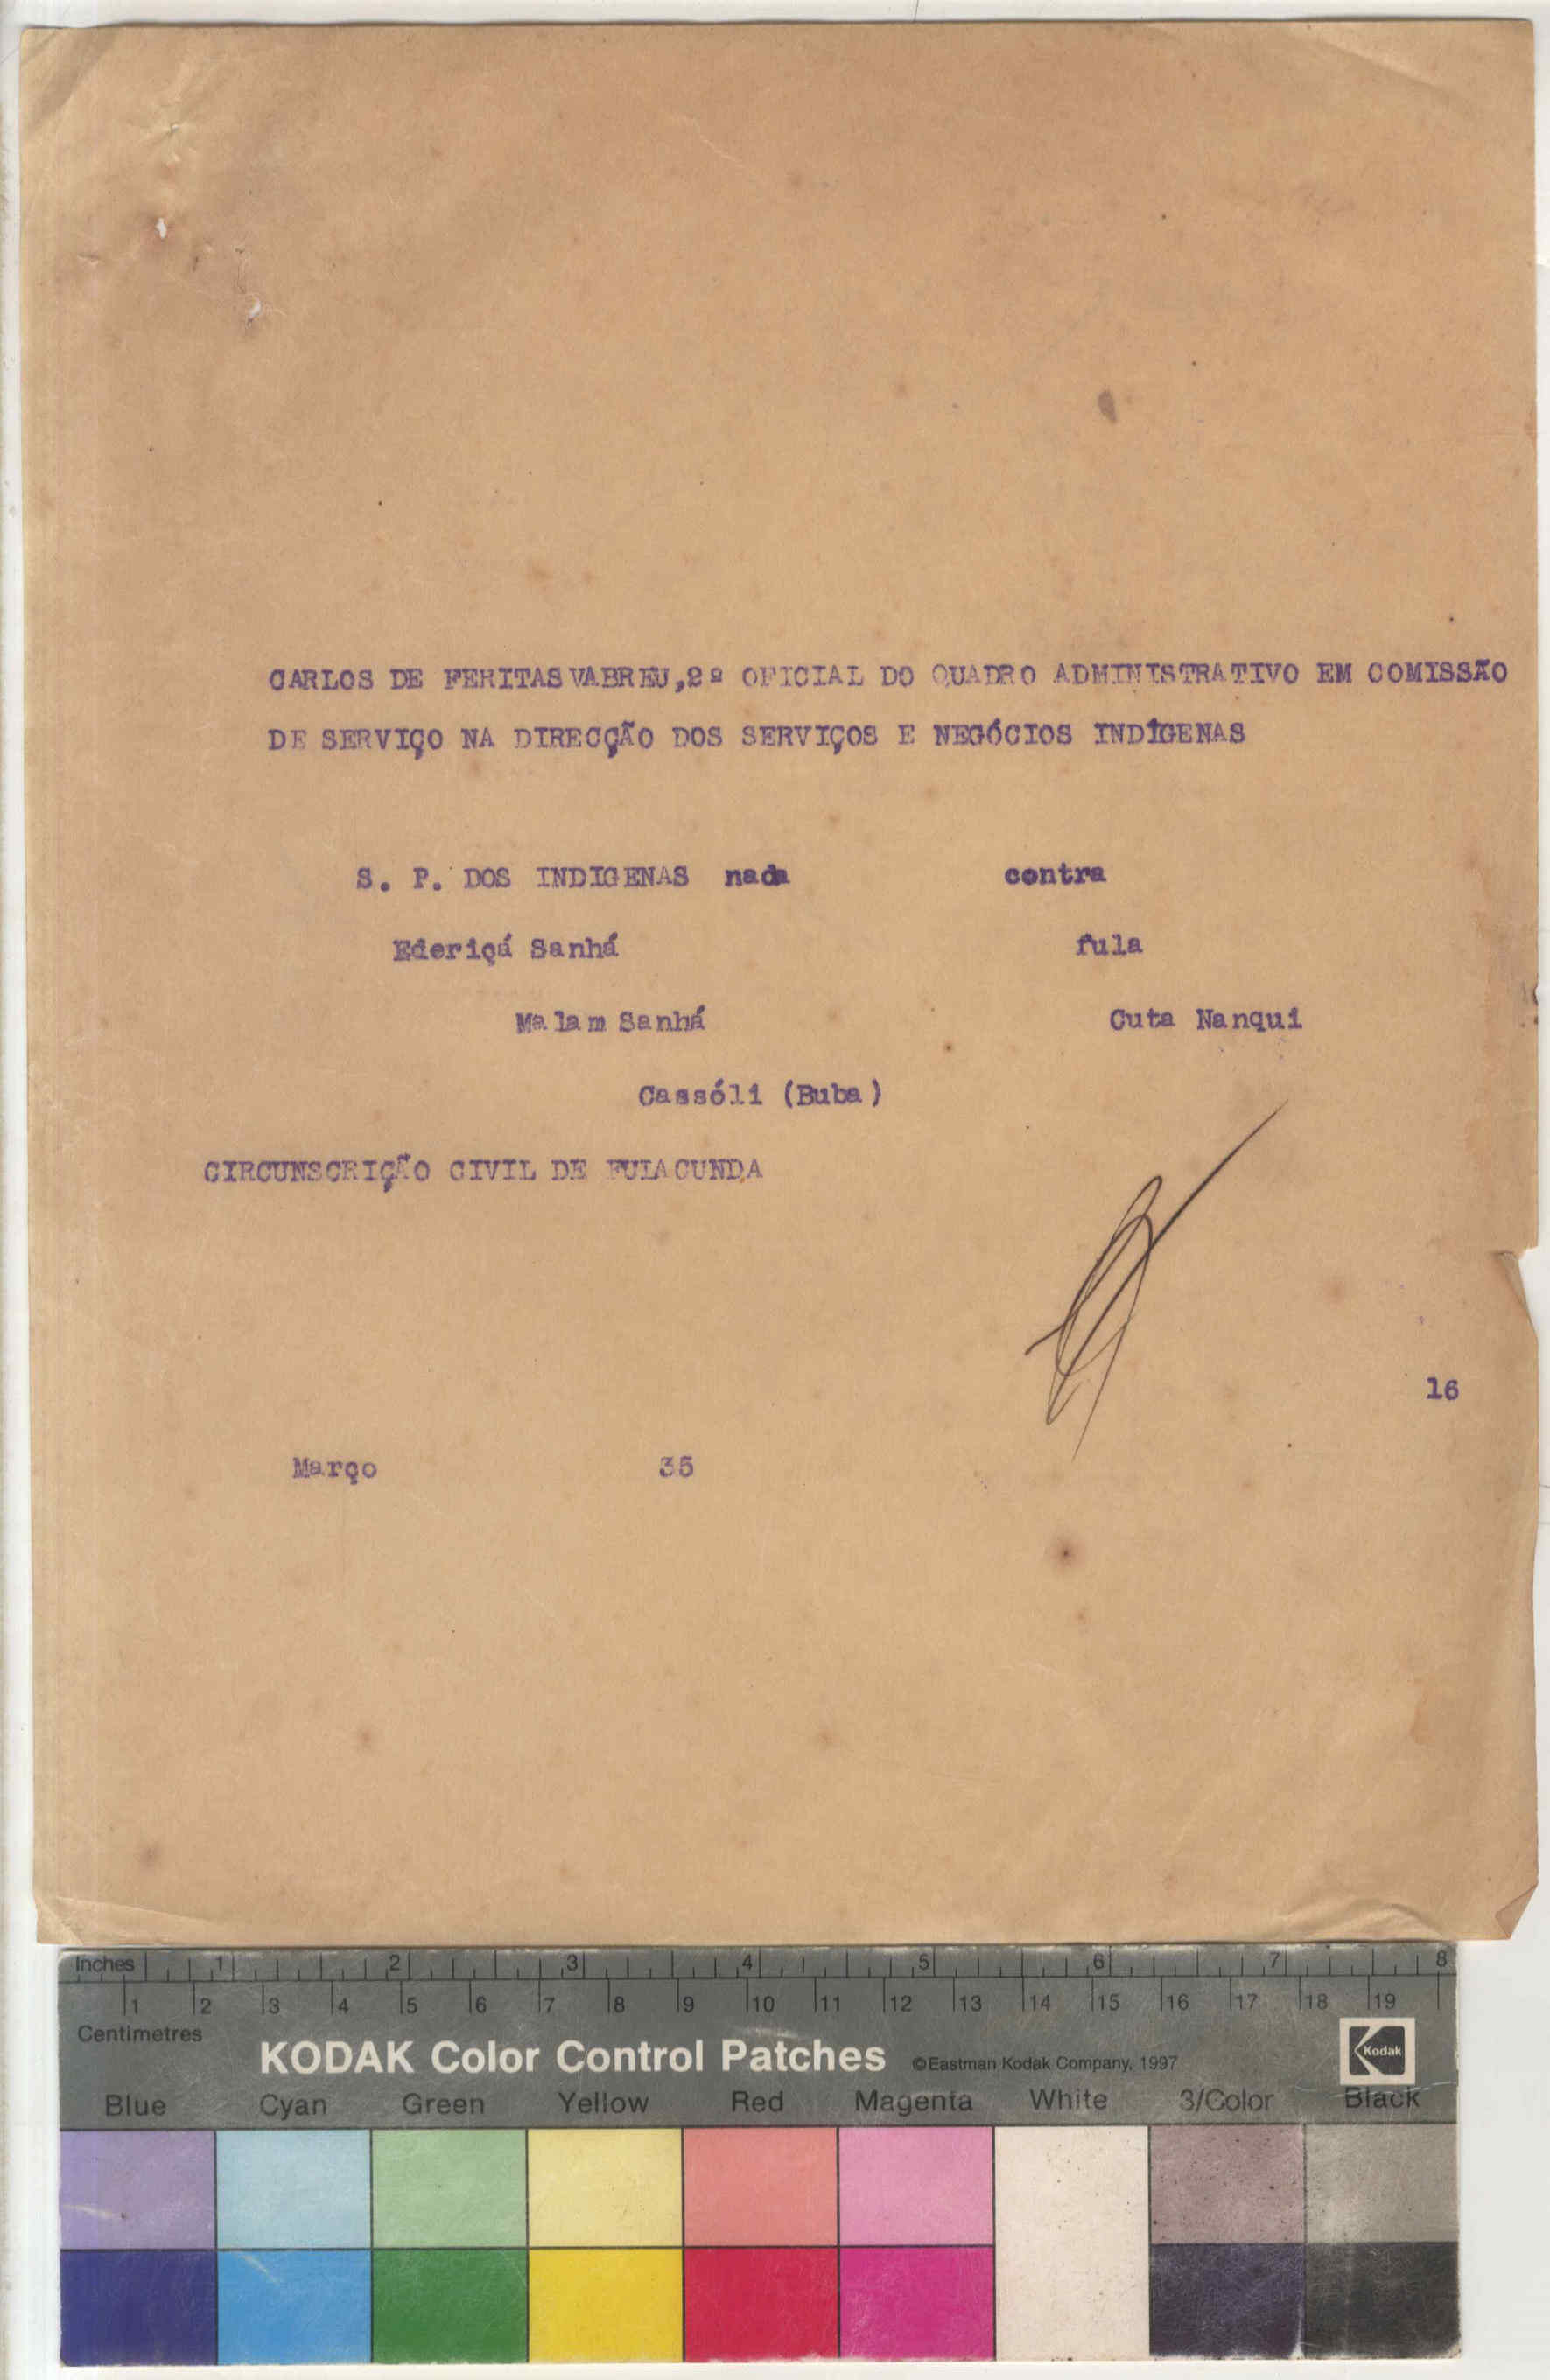 CARLOS DE FERITAS VABREU,2º OFICIAL DO QUADRO ADMINISTRATIVO EM COMISSÃO
DE SERVIÇO NA DIRECÇÃO DOS SERVIÇOS E NEGÓCIOS INDÍGENAS
S. P. DOS INDIGENAS nada contra
Ederiçá Sanhá fula
Malam Sanhá Cuta Nanqui
Cassóli (Buba)
CIRCUNSCRIÇÃO CIVIL DE FULACUNDA
16
Março 35
Inches 1 2 3 4 5 6 7 8
1 2 3 4 5 6 7 8 9 10 11 12 13 14 15 16 17 18 19
Centimetres
KODAK Color Control Patches ©Eastman Kodak Company, 1997 Kodak
Blue Cyan Green Yellow Red Magenta White 3/Color Black